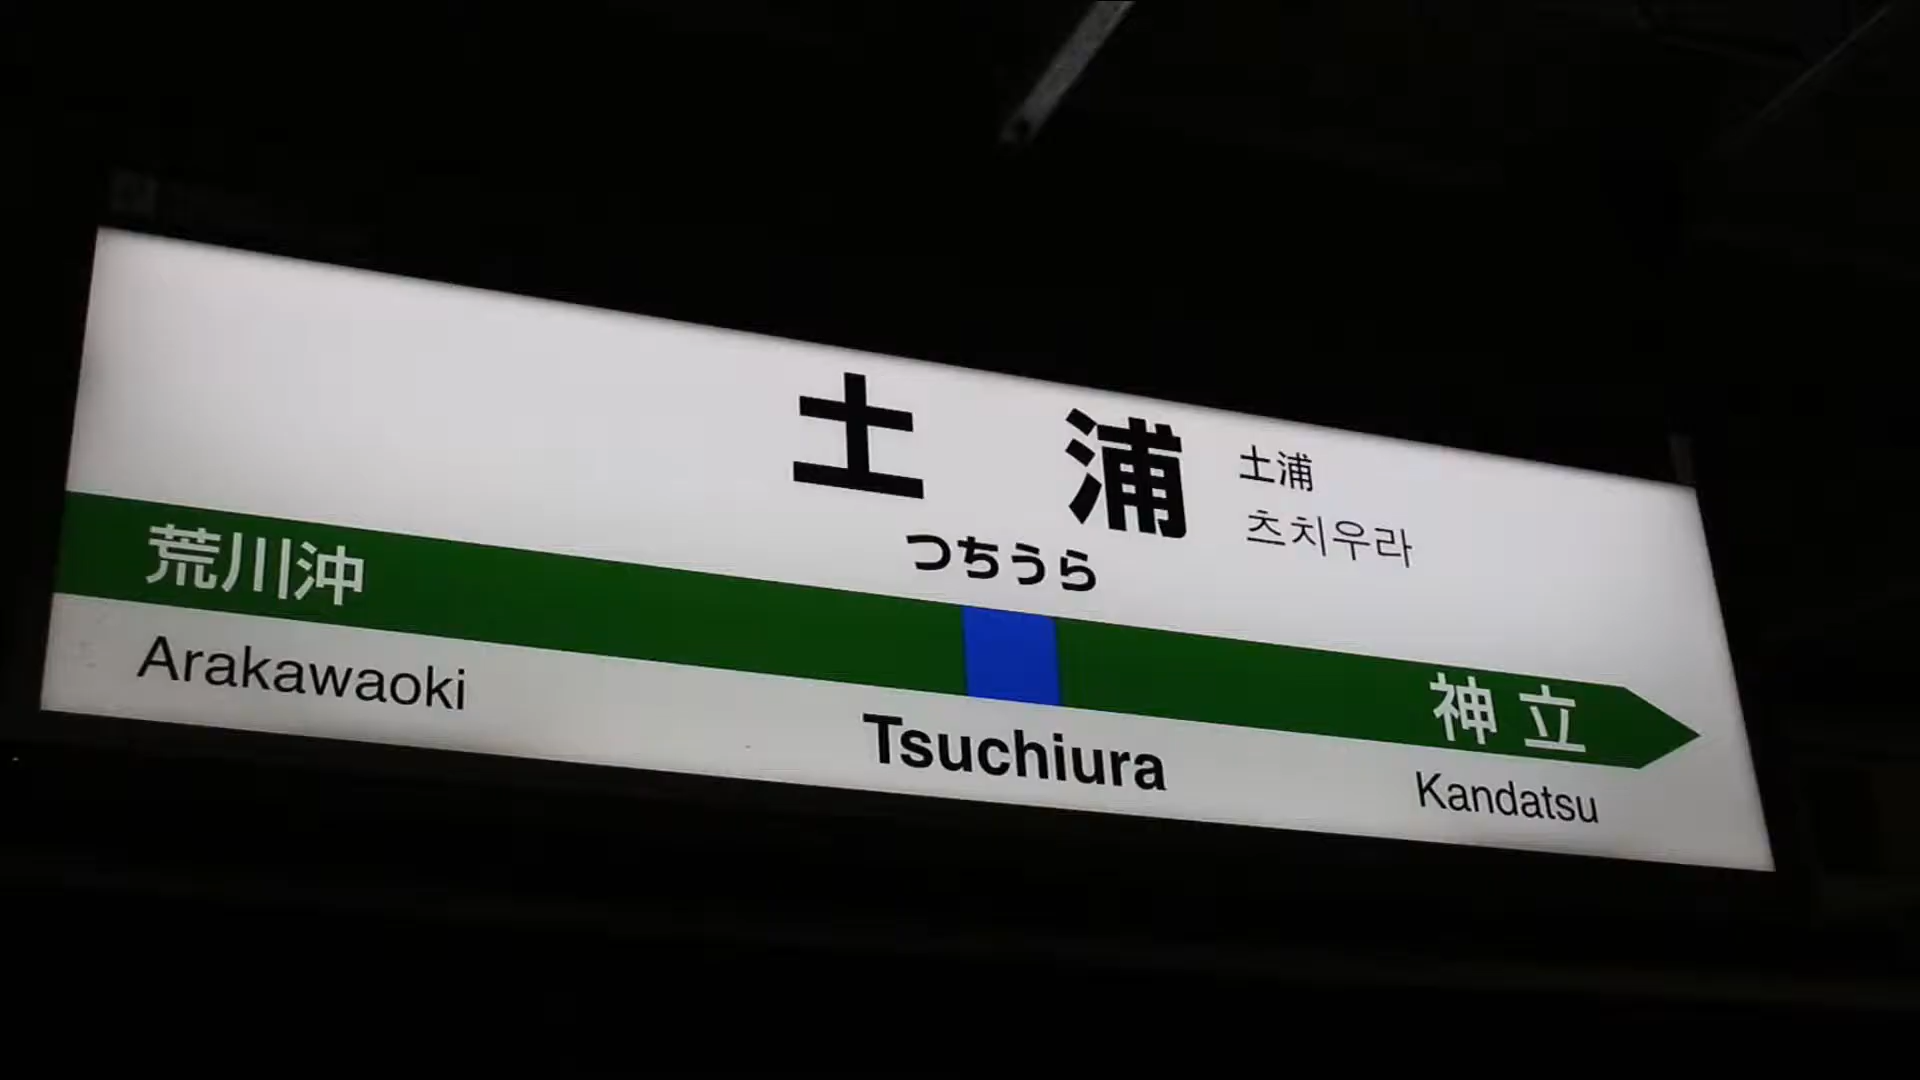 土浦
土浦
츠치우라
つちうら
荒川沖
神立
Arakawaoki
Tsuchiura
Kandatsu